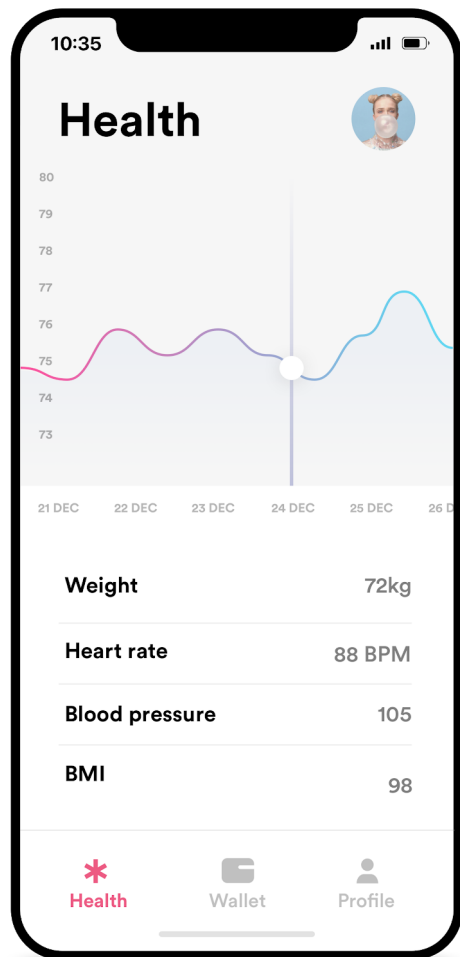 10:35
Health
80
79
78
77
76
75
74
73
21 DEC 22 DEC 23 DEC 24 DEC 25 DEC 26 D
Weight 72kg
Heart rate 88 BPM
Blood pressure 105
BMI 98
Health Wallet Profile